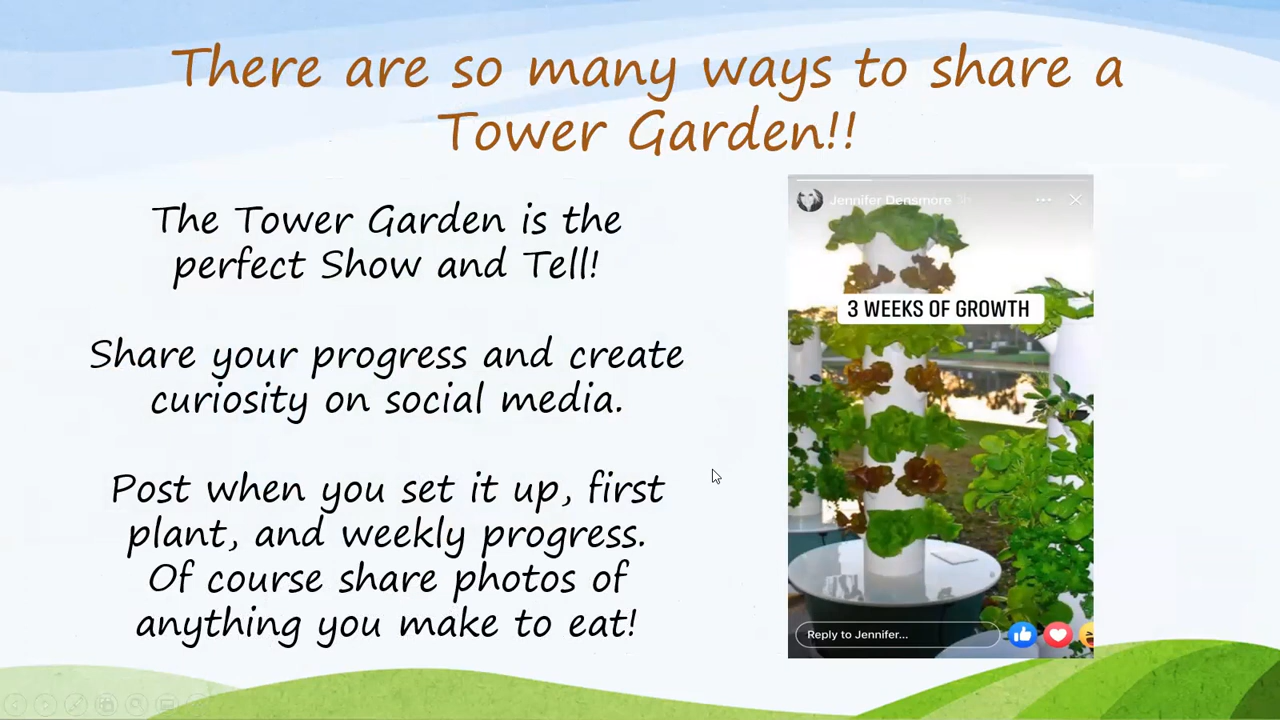 There are so many ways to share a
Tower Garden!!
The Tower Garden is the
perfect Show and Tell!
Share your progress and create
curiosity on social media.
Post when you set it up, first
plant, and weekly progress.
Of course share photos of
anything you make to eat!
Jennifer Densmore 3h
3 WEEKS OF GROWTH
Reply to Jennifer...